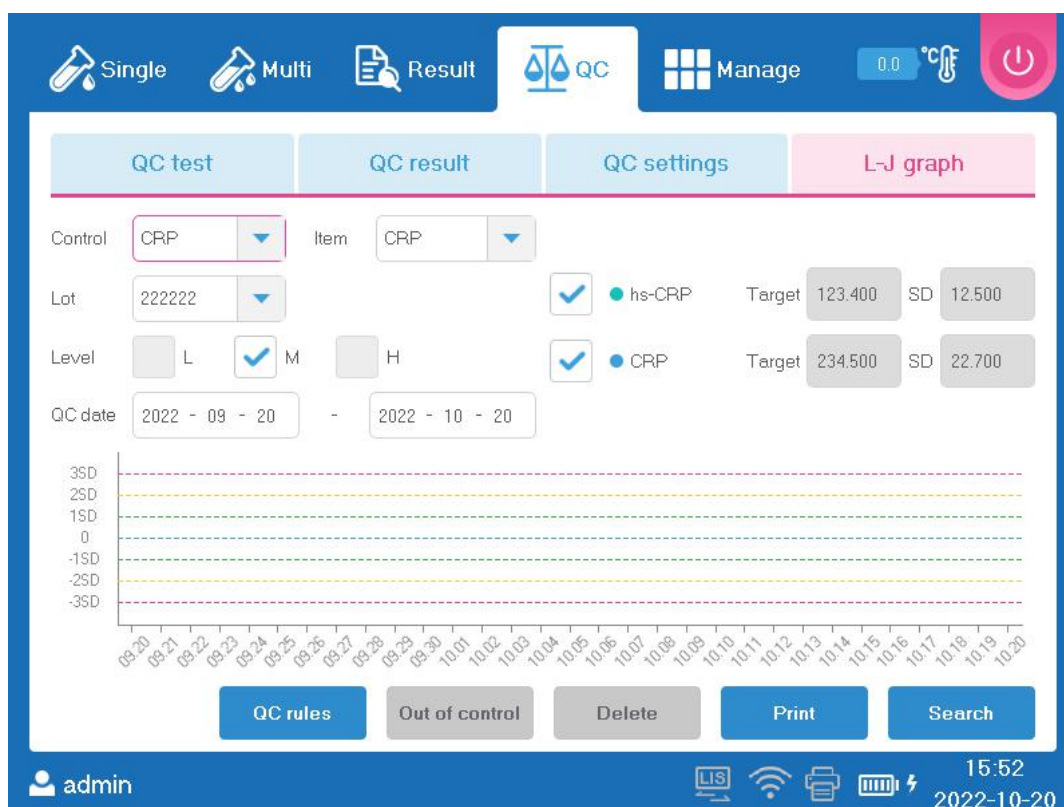 Single Multi Result QC Manage 0.0 °C
QC test QC result QC settings L-J graph
Control CRP Item CRP
Lot 222222 hs-CRP Target 123.400 SD 12.500
Level L M H CRP Target 234.500 SD 22.700
QC date 2022 - 09 - 20 - 2022 - 10 - 20
3SD
2SD
1SD
0
-1SD
-2SD
-3SD
09.20 09.21 09.22 09.23 09.24 09.25 09.26 09.27 09.28 09.29 09.30 10.01 10.02 10.03 10.04 10.05 10.06 10.07 10.08 10.09 10.10 10.11 10.12 10.13 10.14 10.15 10.16 10.17 10.18 10.19 10.20
QC rules Out of control Delete Print Search
admin LIS 15:52
2022-10-20